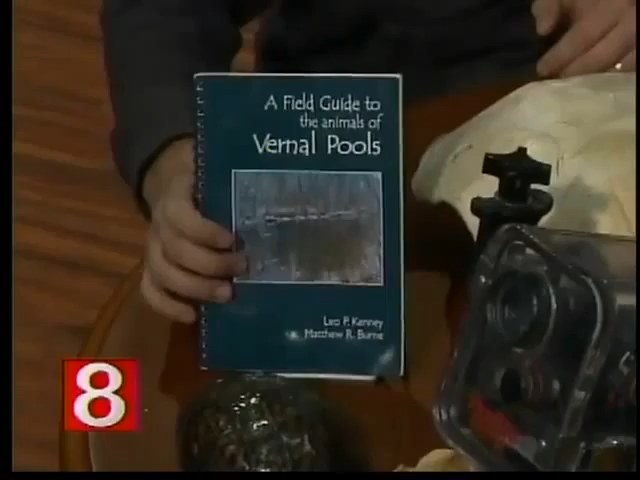 A Field Guide to
the animals of
Vernal Pools
Leo P. Kenney
Matthew R. Burne
8